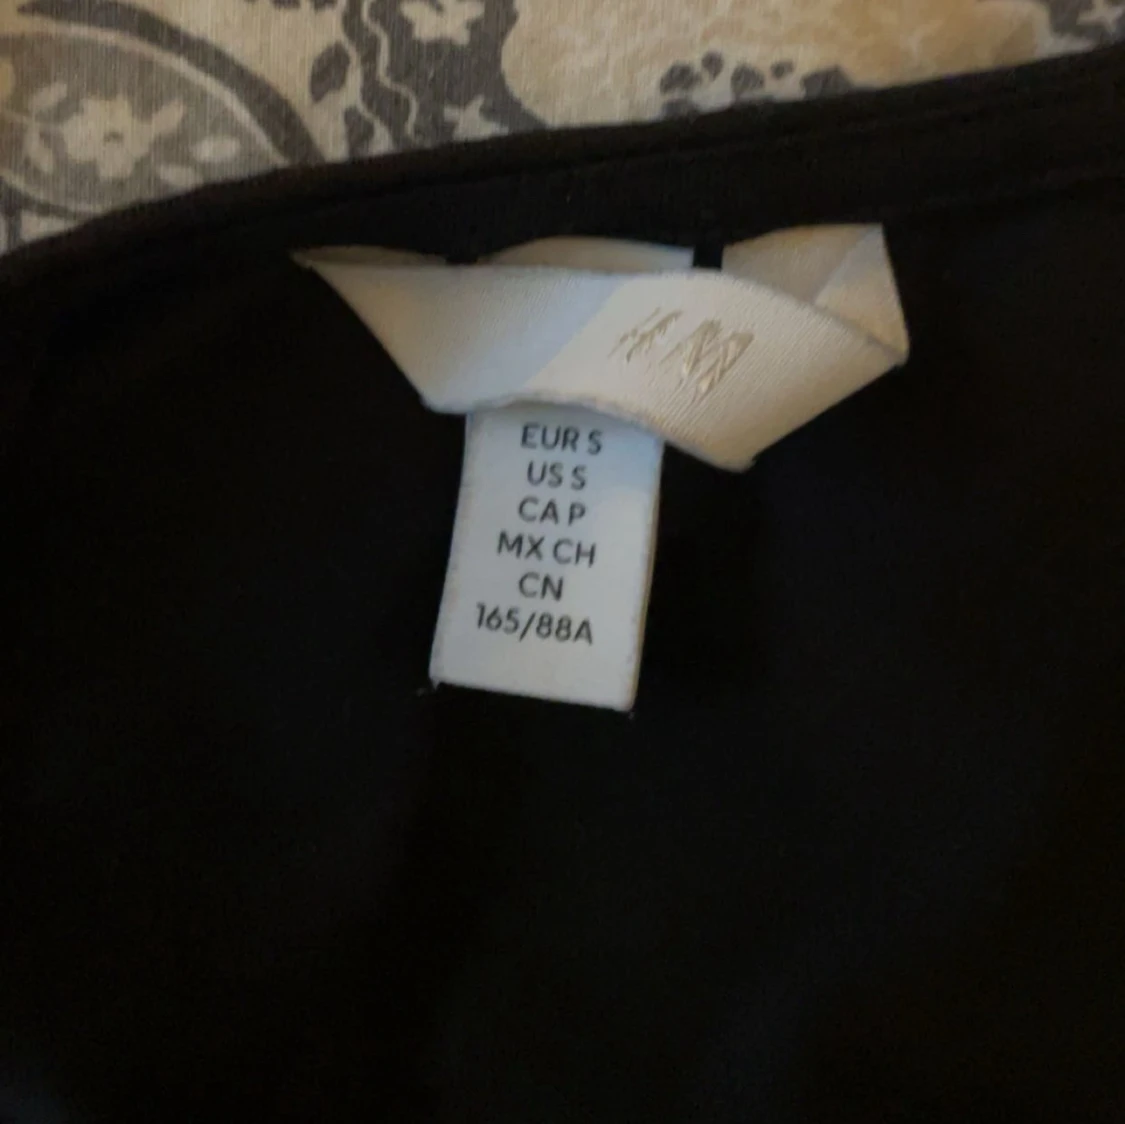 EUR S
US S
CA P
MX CH
CN
165/88A